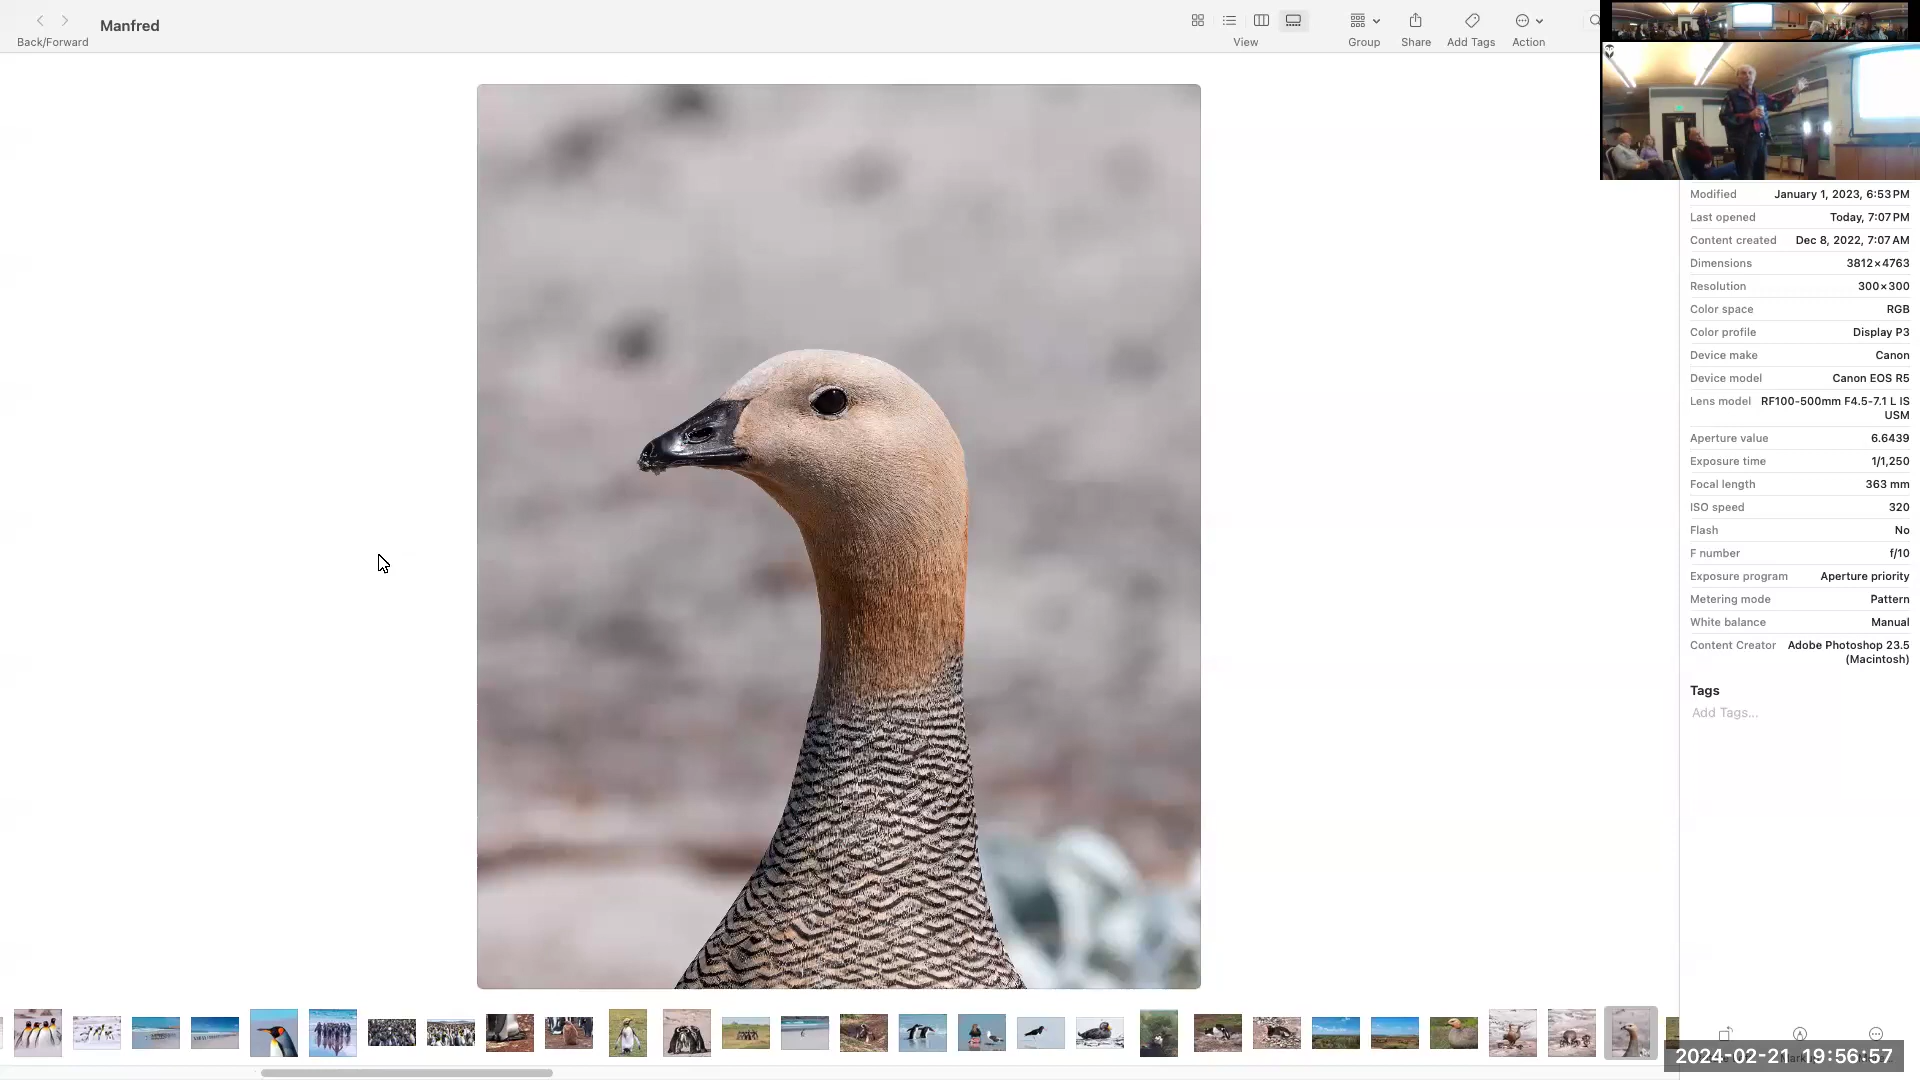 Manfred
Back/Forward
View
Group
Share
Add Tags
Action
Modified January 1, 2023, 6:53 PM
Last opened Today, 7:07 PM
Content created Dec 8, 2022, 7:07 AM
Dimensions 3812×4763
Resolution 300×300
Color space RGB
Color profile Display P3
Device make Canon
Device model Canon EOS R5
Lens model RF100-500mm F4.5-7.1 L IS
USM
Aperture value 6.6439
Exposure time 1/1,250
Focal length 363 mm
ISO speed 320
Flash No
F number f/10
Exposure program Aperture priority
Metering mode Pattern
White balance Manual
Content Creator Adobe Photoshop 23.5
(Macintosh)
Tags
Add Tags...
2024-02-21 19:56:57